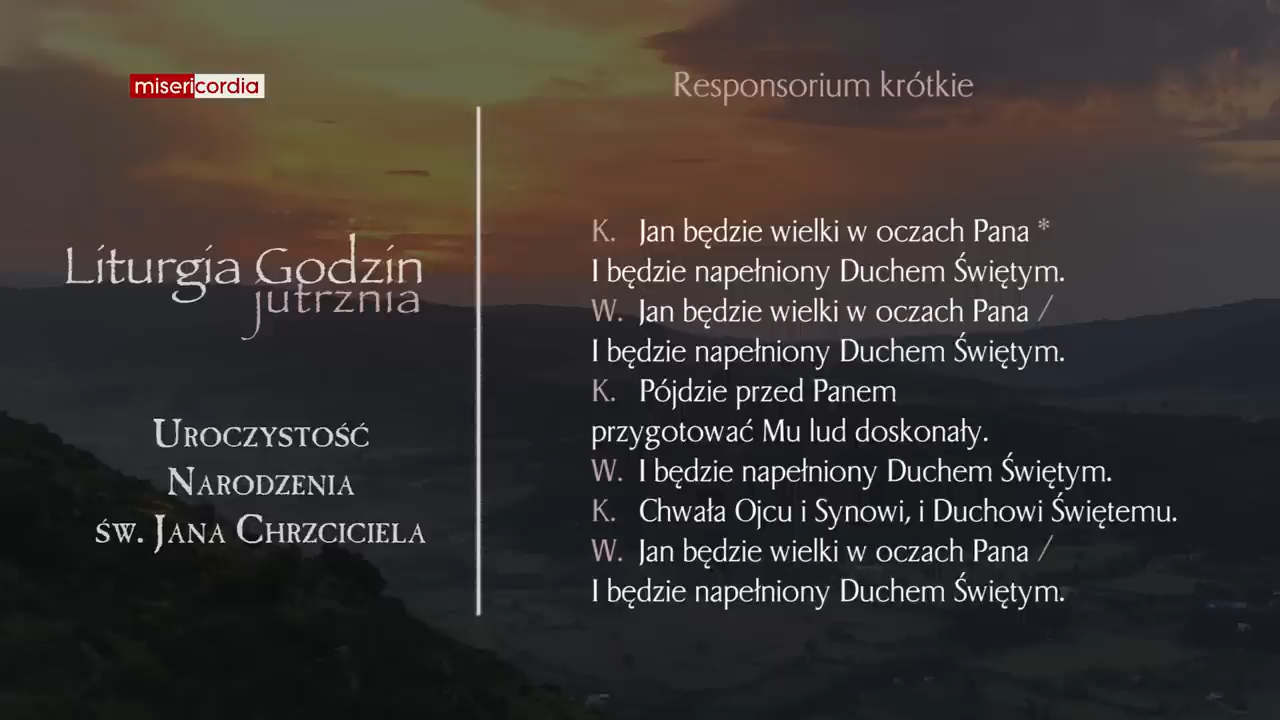 misericordia
Liturgia Godzin
jutrznia
Uroczystość
Narodzenia
św. Jana Chrzciciela
Responsorium krótkie
K. Jan będzie wielki w oczach Pana *
I będzie napełniony Duchem Świętym.
W. Jan będzie wielki w oczach Pana /
I będzie napełniony Duchem Świętym.
K. Pójdzie przed Panem
przygotować Mu lud doskonały.
W. I będzie napełniony Duchem Świętym.
K. Chwała Ojcu i Synowi, i Duchowi Świętemu.
W. Jan będzie wielki w oczach Pana /
I będzie napełniony Duchem Świętym.